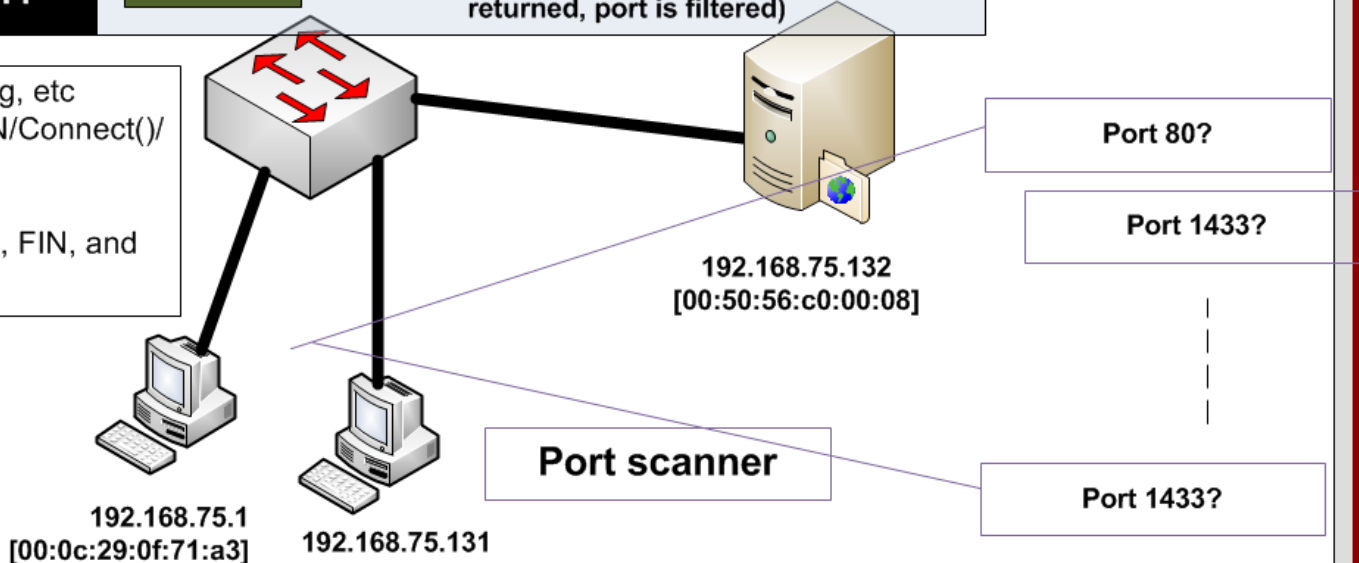 returned, port is filtered)
g, etc
N/Connect()/
, FIN, and
Port 80?
Port 1433?
192.168.75.132
[00:50:56:c0:00:08]
Port scanner
Port 1433?
192.168.75.1
[00:0c:29:0f:71:a3]
192.168.75.131